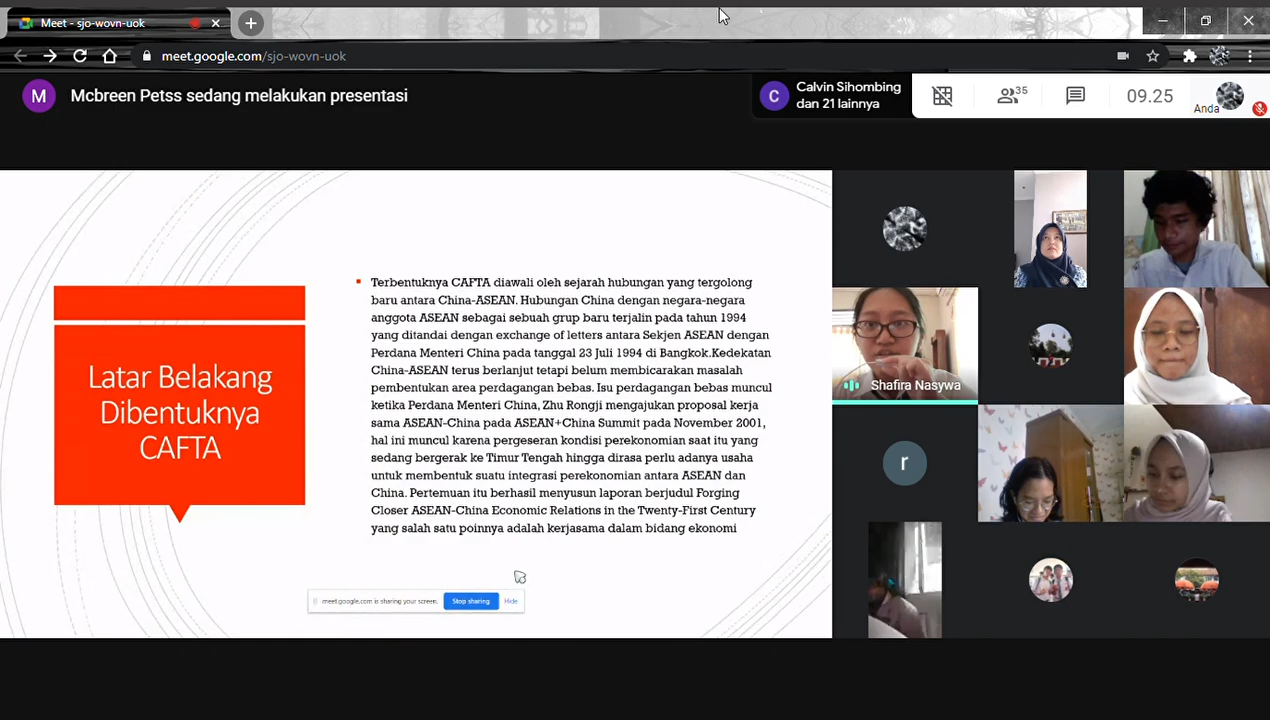 Meet - sjo-wovn-uok
meet.google.com/sjo-wovn-uok
M
Mcbreen Petss sedang melakukan presentasi
C
Calvin Sihombing
dan 21 lainnya
35
09.25
Anda
Latar Belakang
Dibentuknya
CAFTA
Terbentuknya CAFTA diawali oleh sejarah hubungan yang tergolong
baru antara China-ASEAN. Hubungan China dengan negara-negara
anggota ASEAN sebagai sebuah grup baru terjalin pada tahun 1994
yang ditandai dengan exchange of letters antara Sekjen ASEAN dengan
Perdana Menteri China pada tanggal 23 Juli 1994 di Bangkok.Kedekatan
China-ASEAN terus berlanjut tetapi belum membicarakan masalah
pembentukan area perdagangan bebas. Isu perdagangan bebas muncul
ketika Perdana Menteri China, Zhu Rongji mengajukan proposal kerja
sama ASEAN-China pada ASEAN+China Summit pada November 2001,
hal ini muncul karena pergeseran kondisi perekonomian saat itu yang
sedang bergerak ke Timur Tengah hingga dirasa perlu adanya usaha
untuk membentuk suatu integrasi perekonomian antara ASEAN dan
China. Pertemuan itu berhasil menyusun laporan berjudul Forging
Closer ASEAN-China Economic Relations in the Twenty-First Century
yang salah satu poinnya adalah kerjasama dalam bidang ekonomi
meet.google.com is sharing your screen.
Stop sharing
Hide
Shafira Nasywa
r